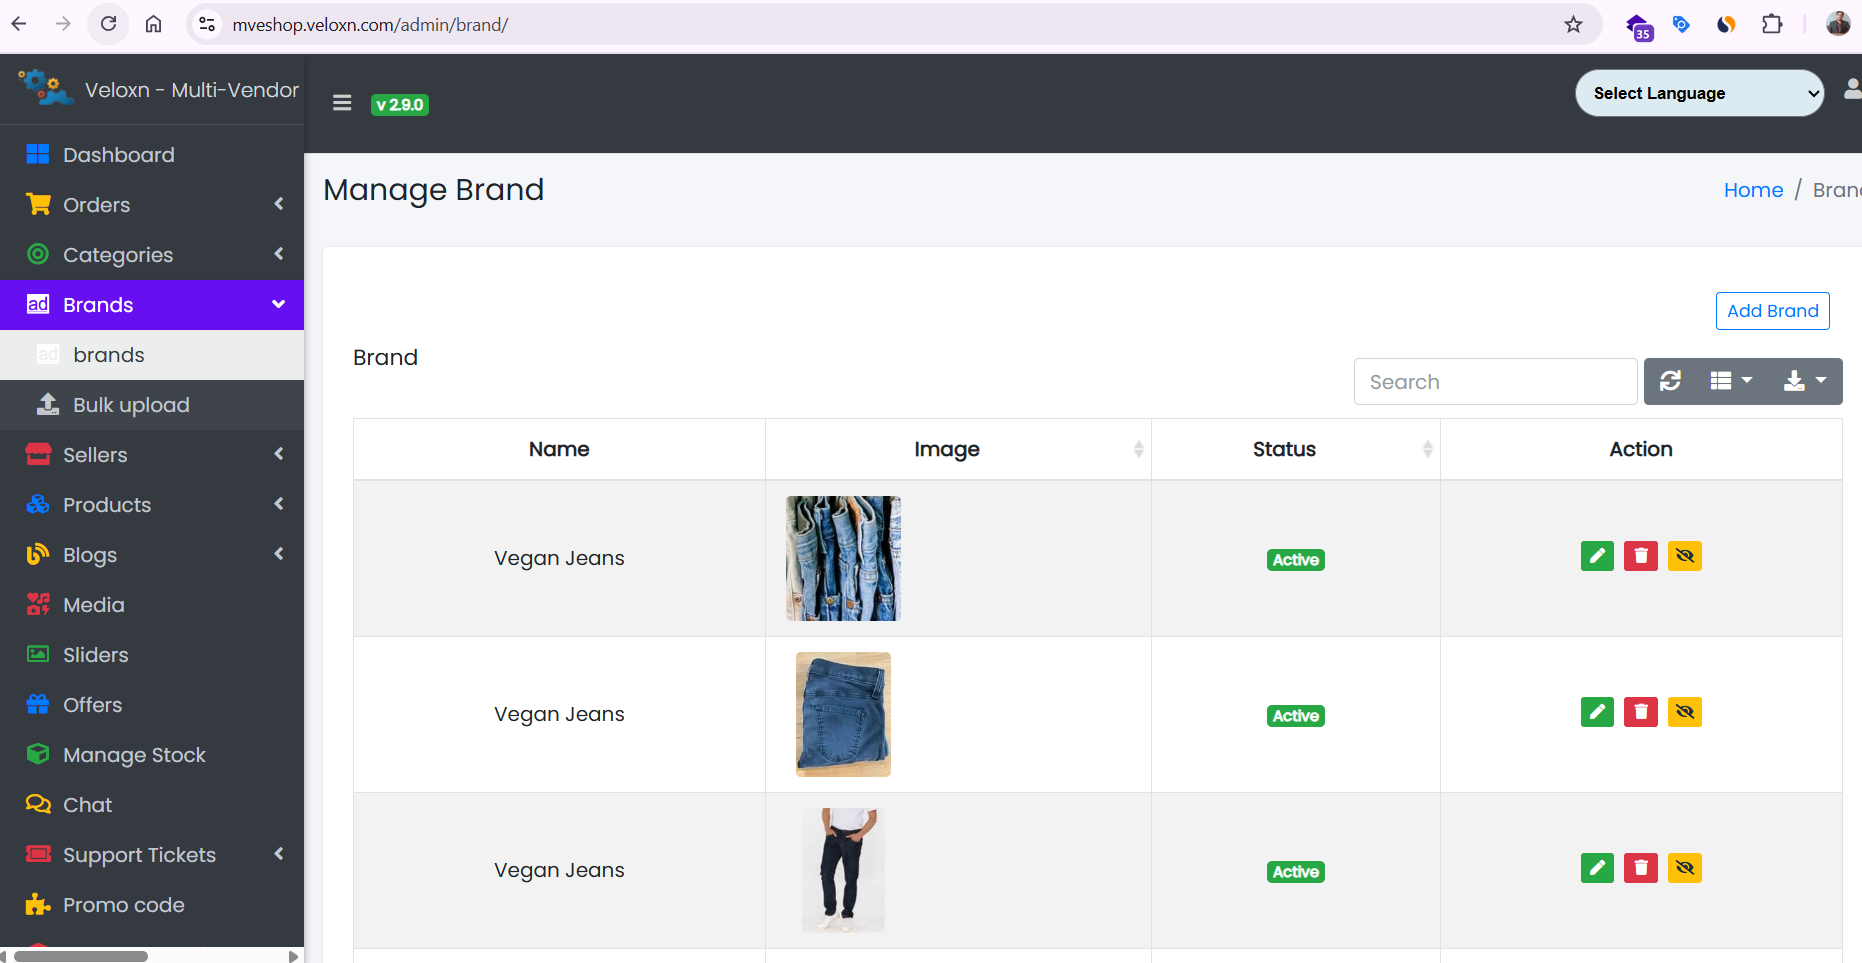 mveshop.veloxn.com/admin/brand/
35
Veloxn - Multi-Vendor
v 2.9.0
Select Language
Dashboard
Orders
Categories
ad Brands
ad brands
Bulk upload
Sellers
Products
Blogs
Media
Sliders
Offers
Manage Stock
Chat
Support Tickets
Promo code
Manage Brand
Home / Bran
Add Brand
Brand
Search
Name Image Status Action
Vegan Jeans Active
Vegan Jeans Active
Vegan Jeans Active